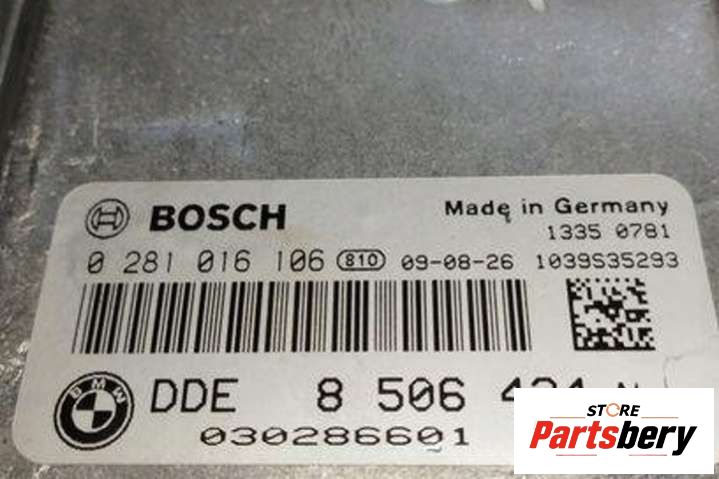 BOSCH
Made in Germany
1335 0781
0 281 016 106 810 09-08-26 1039S35293
BMW
DDE 8 506
030286601
STORE
Partsbery